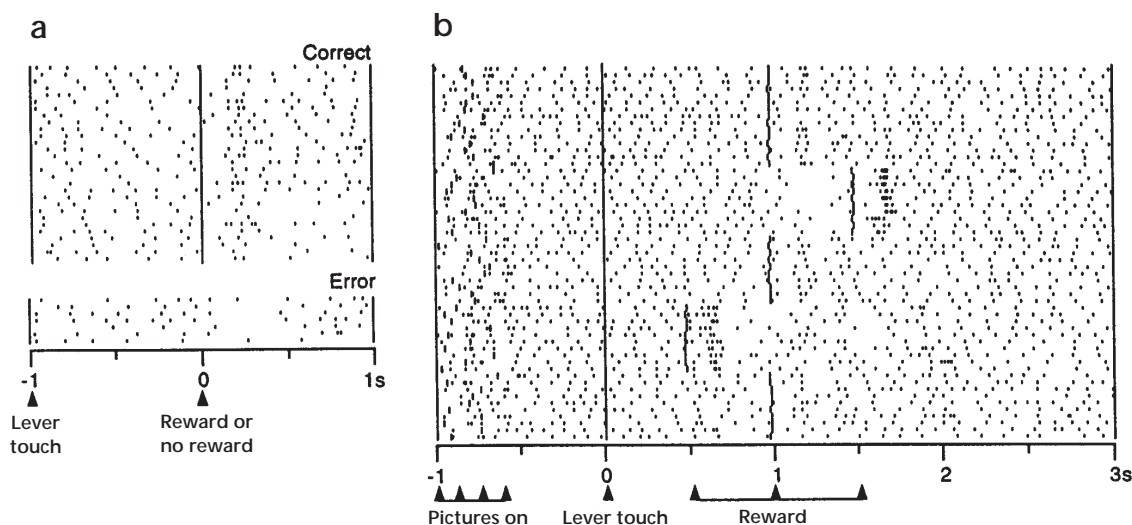 a
Correct
Error
-1 0 1s
Lever touch
Reward or no reward
b
-1 0 1 2 3s
Pictures on Lever touch Reward